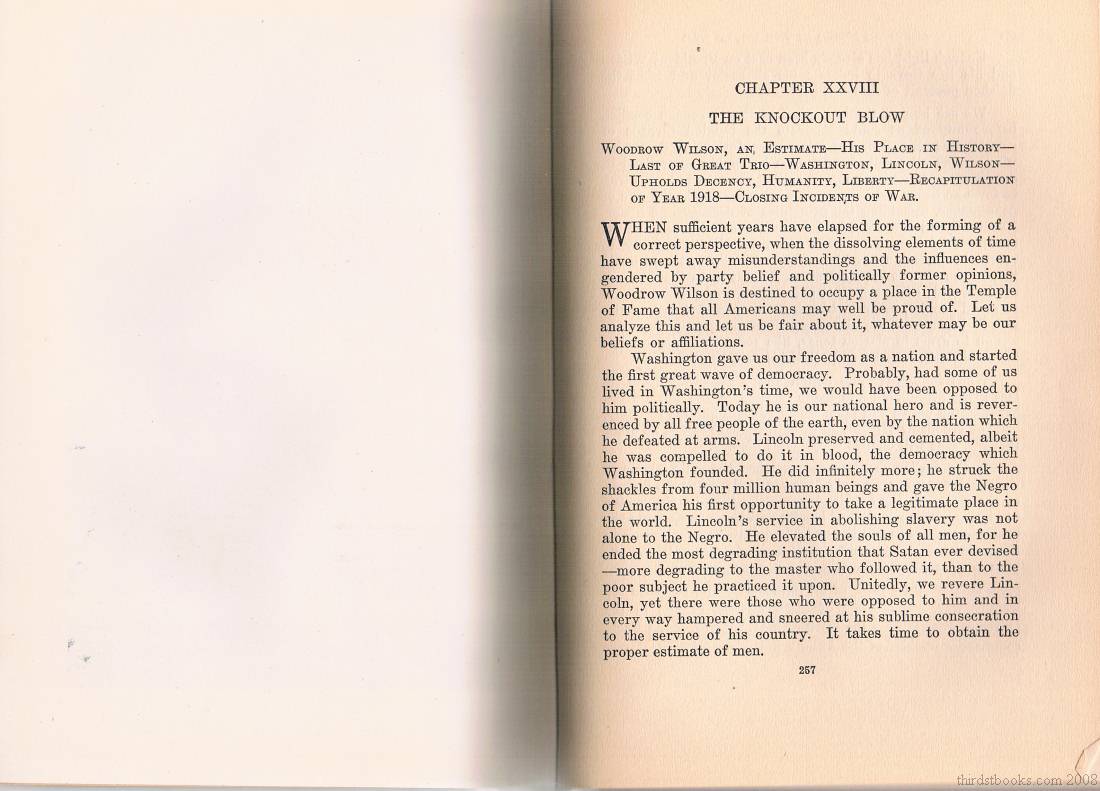 CHAPTER XXVIII
THE KNOCKOUT BLOW
Woodrow Wilson, an Estimate—His Place in History—
Last of Great Trio—Washington, Lincoln, Wilson—
Upholds Decency, Humanity, Liberty—Recapitulation
of Year 1918—Closing Incidents of War.
WHEN sufficient years have elapsed for the forming of a
correct perspective, when the dissolving elements of time
have swept away misunderstandings and the influences en-
gendered by party belief and politically former opinions,
Woodrow Wilson is destined to occupy a place in the Temple
of Fame that all Americans may well be proud of. Let us
analyze this and let us be fair about it, whatever may be our
beliefs or affiliations.
Washington gave us our freedom as a nation and started
the first great wave of democracy. Probably, had some of us
lived in Washington's time, we would have been opposed to
him politically. Today he is our national hero and is rever-
enced by all free people of the earth, even by the nation which
he defeated at arms. Lincoln preserved and cemented, albeit
he was compelled to do it in blood, the democracy which
Washington founded. He did infinitely more; he struck the
shackles from four million human beings and gave the Negro
of America his first opportunity to take a legitimate place in
the world. Lincoln's service in abolishing slavery was not
alone to the Negro. He elevated the souls of all men, for he
ended the most degrading institution that Satan ever devised
—more degrading to the master who followed it, than to the
poor subject he practiced it upon. Unitedly, we revere Lin-
coln, yet there were those who were opposed to him and in
every way hampered and sneered at his sublime consecration
to the service of his country. It takes time to obtain the
proper estimate of men.
257
thirdstbooks.com 2008